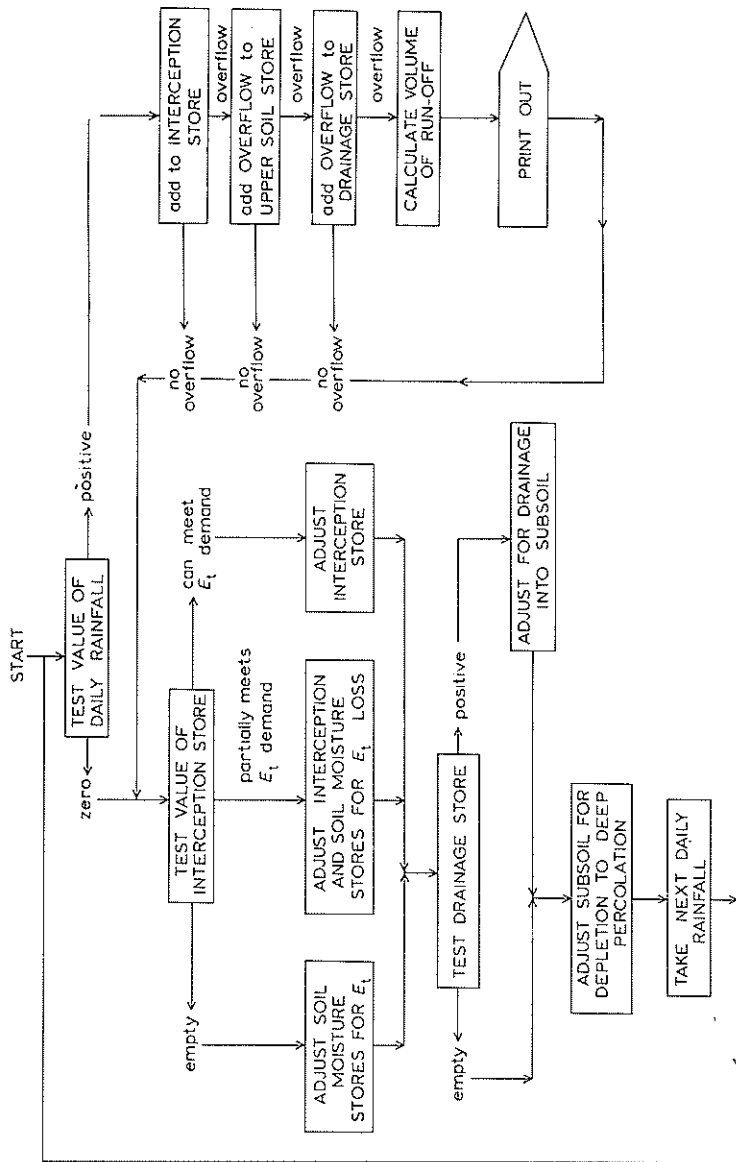 START
TEST VALUE OF
DAILY RAINFALL
zero
positive
add to INTERCEPTION
STORE
overflow
no
overflow
add OVERFLOW to
UPPER SOIL STORE
overflow
no
overflow
add OVERFLOW to
DRAINAGE STORE
overflow
no
overflow
CALCULATE VOLUME
OF RUN-OFF
PRINT OUT
TEST VALUE OF
INTERCEPTION STORE
empty
partially meets
Et demand
can meet
Et demand
ADJUST SOIL
MOISTURE
STORES FOR Et
ADJUST INTERCEPTION
AND SOIL MOISTURE
STORES FOR Et LOSS
ADJUST
INTERCEPTION
STORE
TEST DRAINAGE STORE
empty
positive
ADJUST FOR DRAINAGE
INTO SUBSOIL
ADJUST SUBSOIL FOR
DEPLETION TO DEEP
PERCOLATION
TAKE NEXT DAILY
RAINFALL